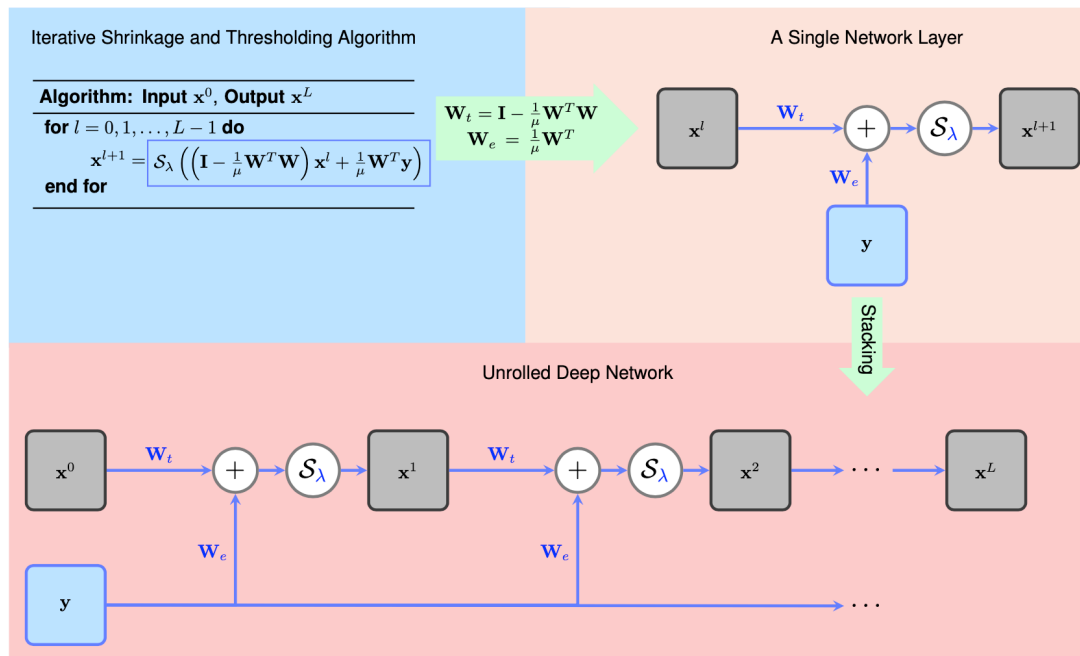 Iterative Shrinkage and Thresholding Algorithm
Algorithm: Input x⁰, Output x^L
for l = 0, 1, . . . , L − 1 do
x^{l+1} = S_λ ((I − 1/μ W^T W) x^l + 1/μ W^T y)
end for
W_t = I − 1/μ W^T W
W_e = 1/μ W^T
A Single Network Layer
x^l W_t + S_λ x^{l+1}
W_e
y
Stacking
Unrolled Deep Network
x⁰ W_t + S_λ x¹ W_t + S_λ x² · · · x^L
W_e W_e
y · · ·